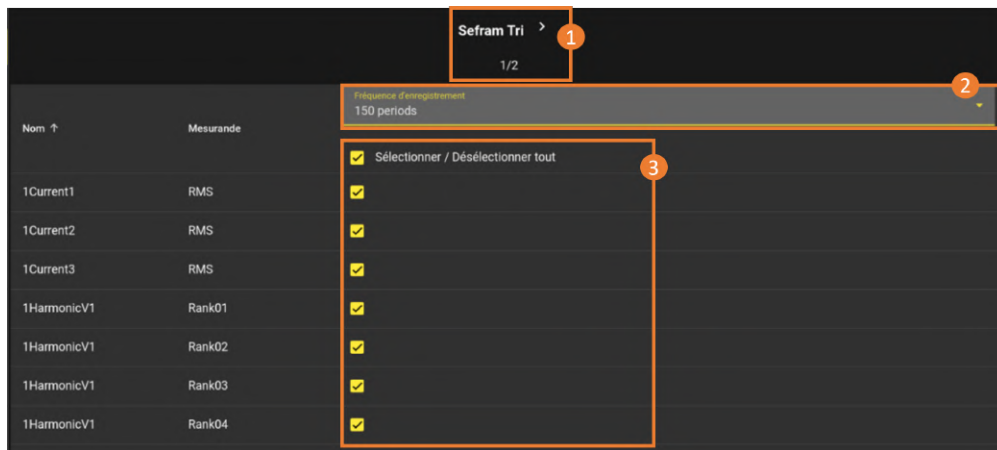 Sefram Tri >
1
1/2
2
Fréquence d'enregistrement
150 periods
Nom ↑ Mesurande
Sélectionner / Désélectionner tout
3
1Current1 RMS
1Current2 RMS
1Current3 RMS
1HarmonicV1 Rank01
1HarmonicV1 Rank02
1HarmonicV1 Rank03
1HarmonicV1 Rank04